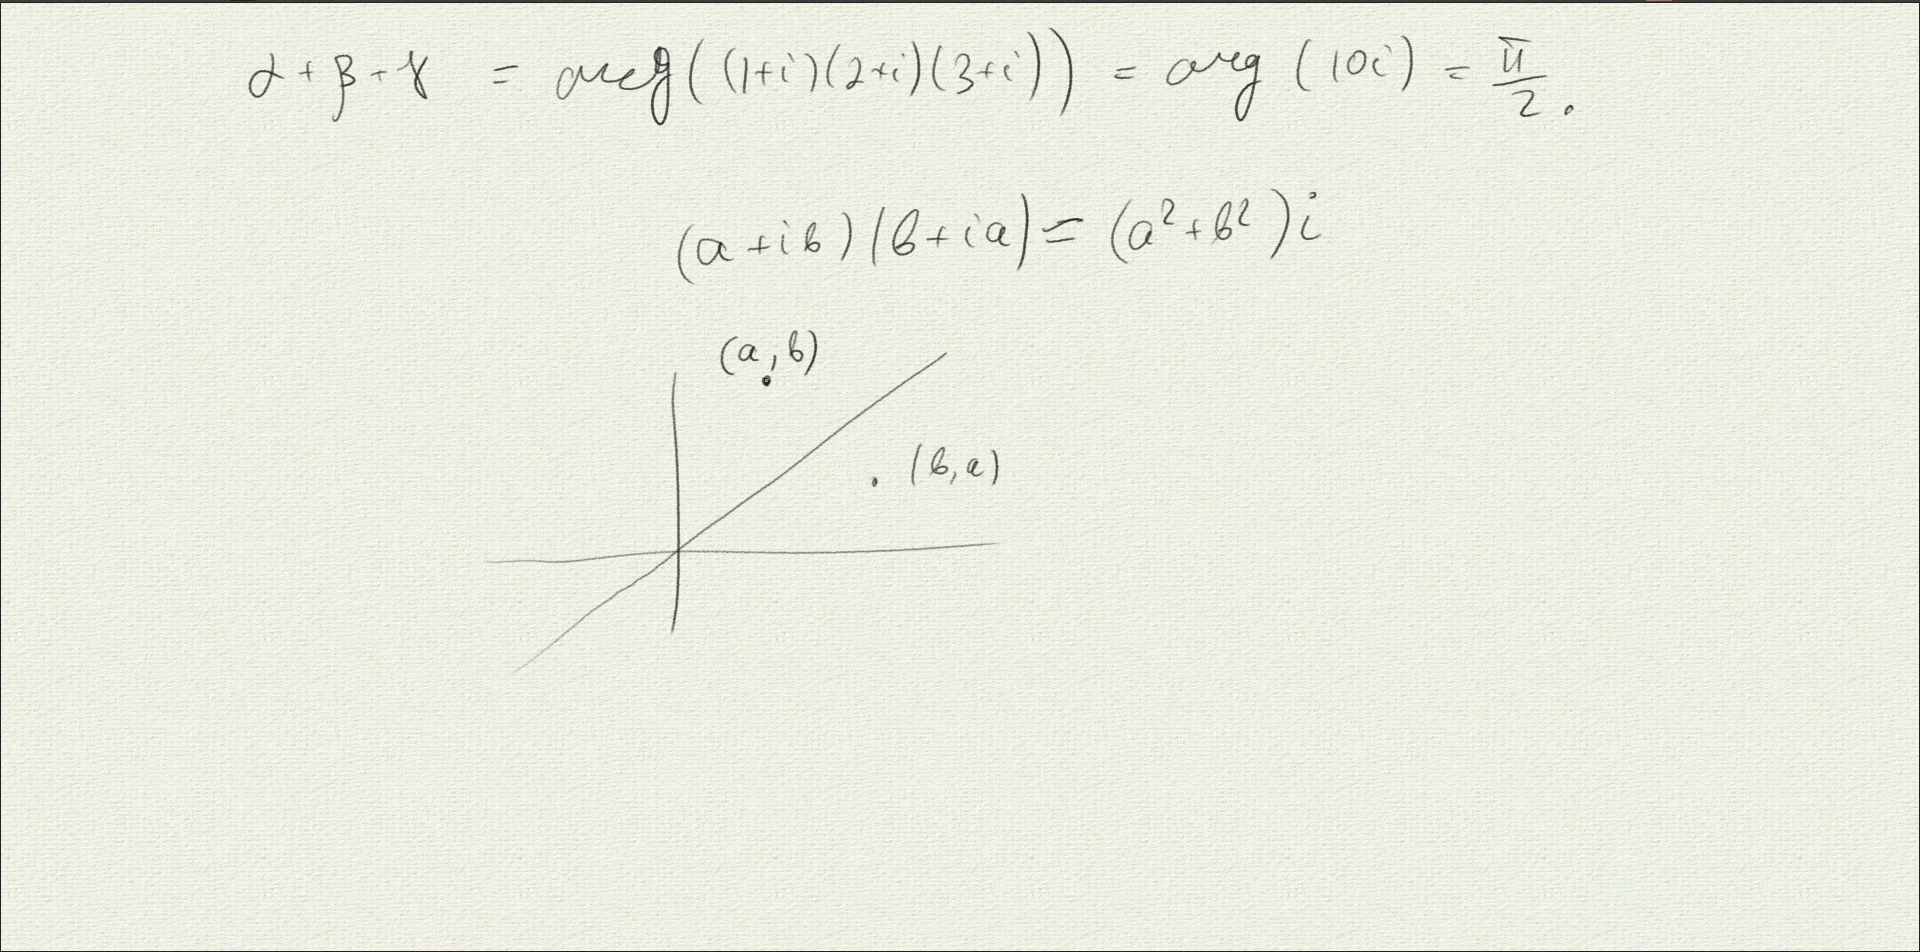 α + β + γ = arg((1+i)(2+i)(3+i)) = arg (10i) = π/2.
(a+ib)(b+ia) = (a²+b²)i
(a,b)
(b,a)